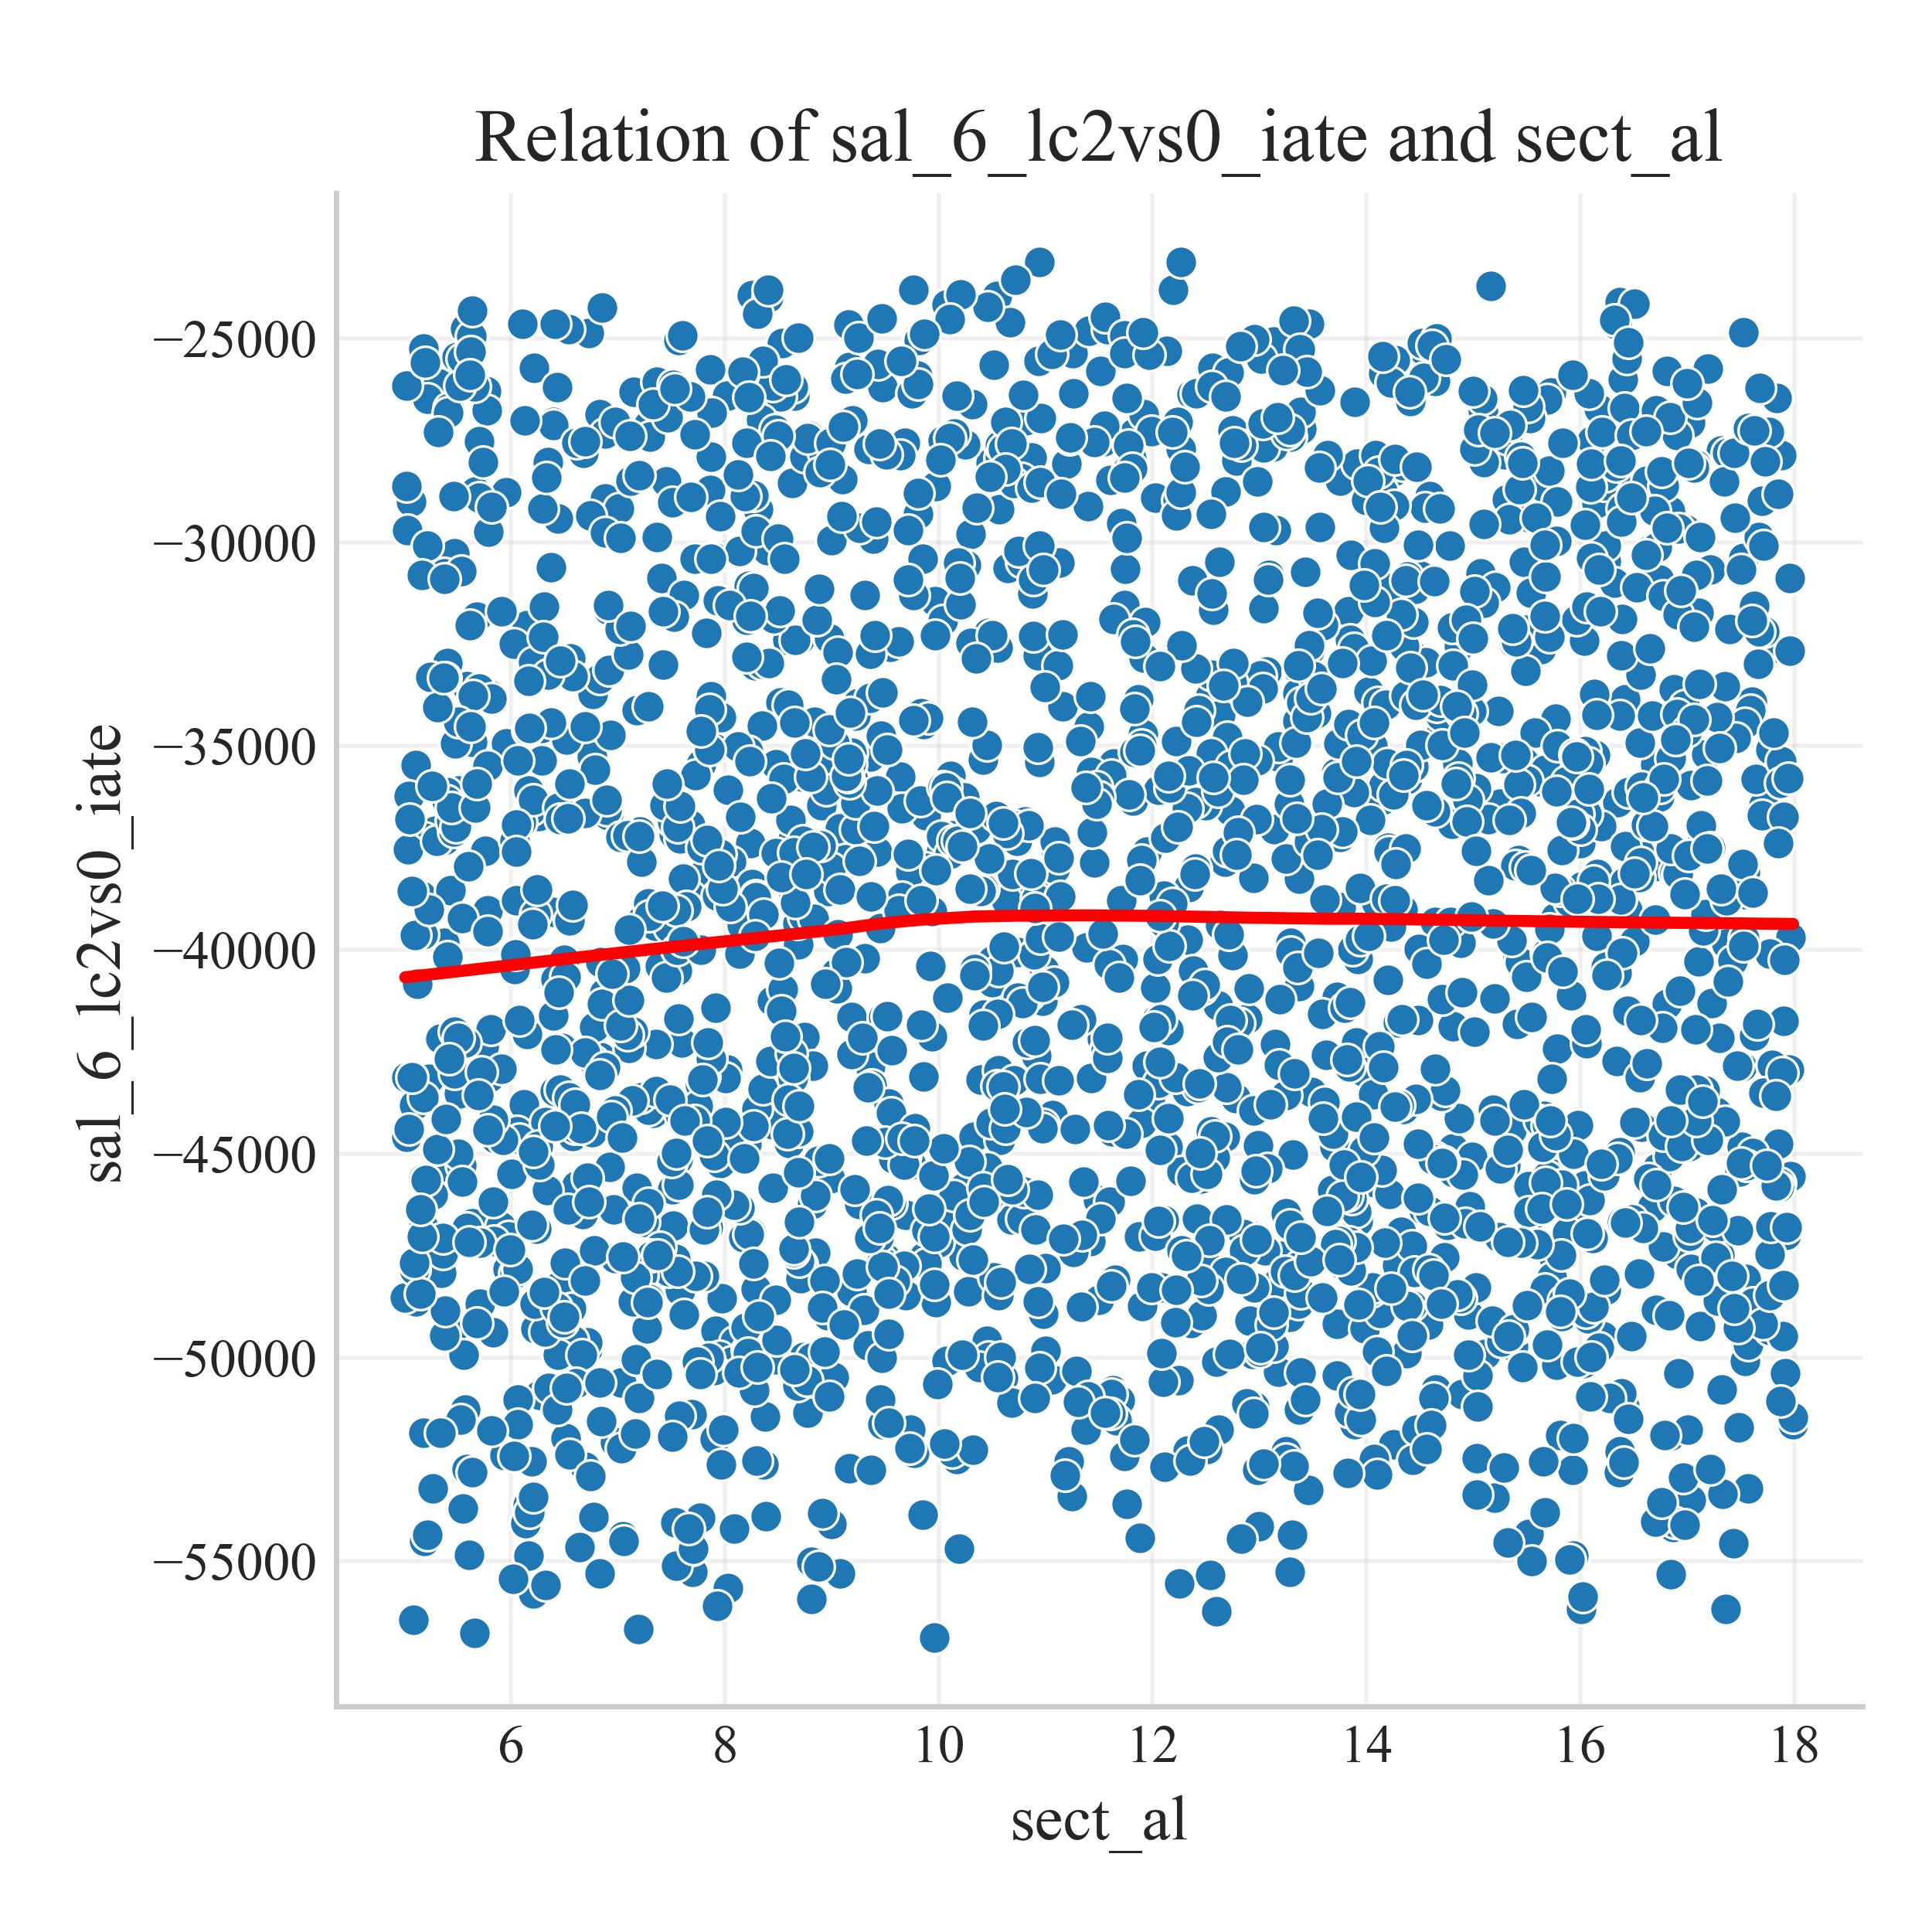 Relation of sal_6_lc2vs0_iate and sect_al
sal_6_lc2vs0_iate
−25000
−30000
−35000
−40000
−45000
−50000
−55000
6 8 10 12 14 16 18
sect_al